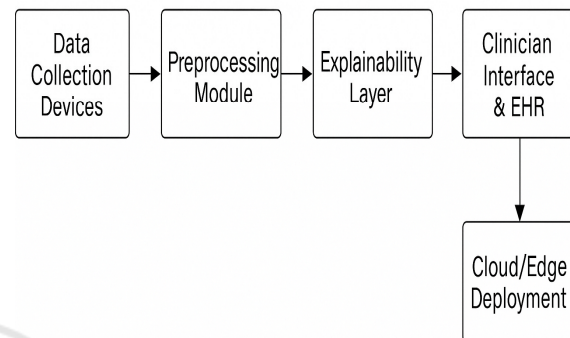 Data
Collection
Devices
Preprocessing
Module
Explainability
Layer
Clinician
Interface
& EHR
Cloud/Edge
Deployment